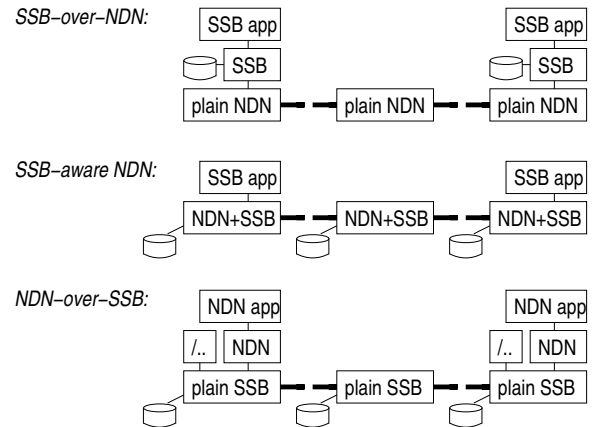 SSB–over–NDN:
SSB app
SSB app
SSB
SSB
plain NDN
plain NDN
plain NDN
SSB–aware NDN:
SSB app
SSB app
NDN+SSB
NDN+SSB
NDN+SSB
NDN–over–SSB:
NDN app
NDN app
/..
NDN
/..
NDN
plain SSB
plain SSB
plain SSB